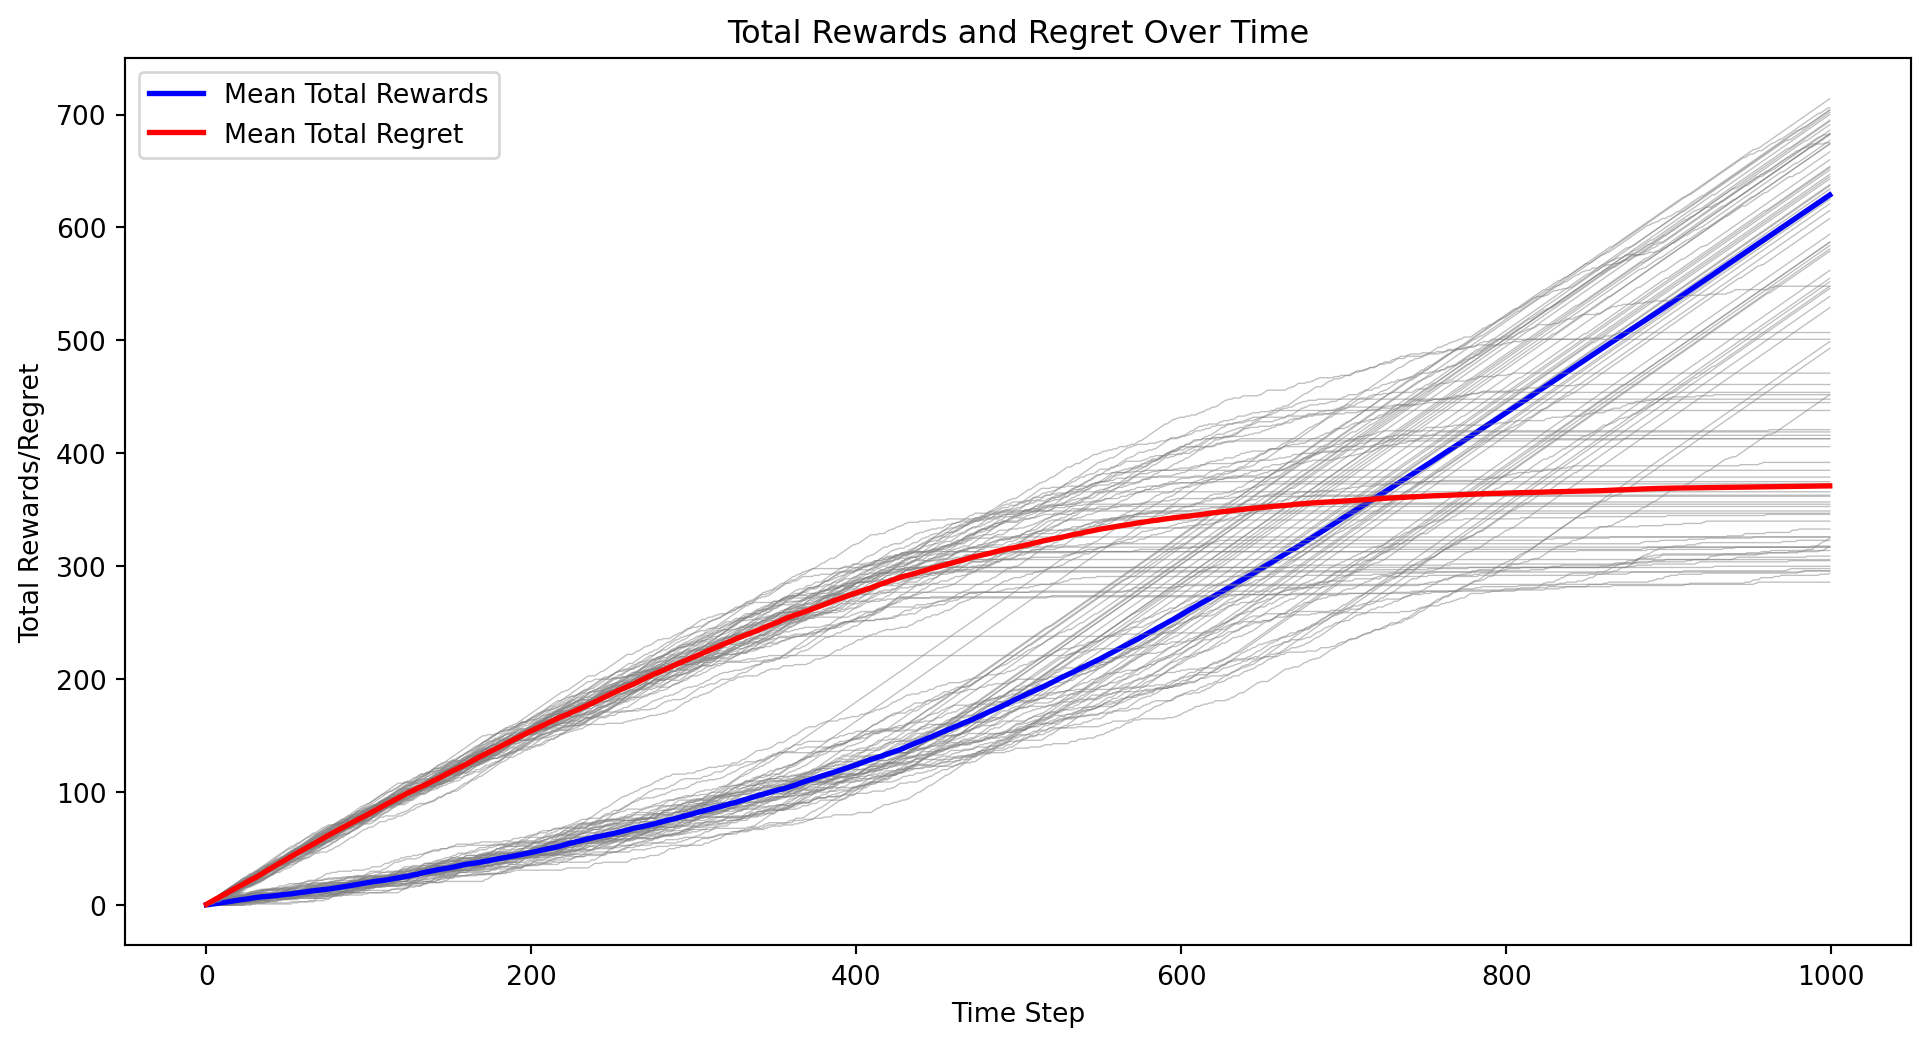 Total Rewards and Regret Over Time
Mean Total Rewards
Mean Total Regret
Total Rewards/Regret
700
600
500
400
300
200
100
0
0 200 400 600 800 1000
Time Step